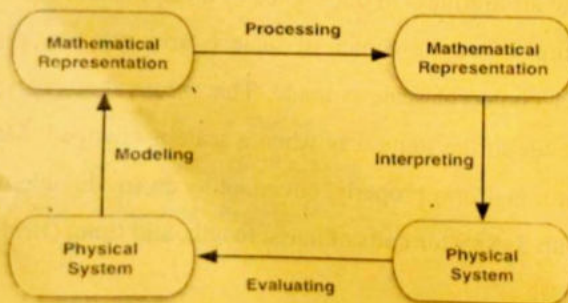 Processing
Mathematical
Representation
Mathematical
Representation
Modeling
Interpreting
Physical
System
Physical
System
Evaluating